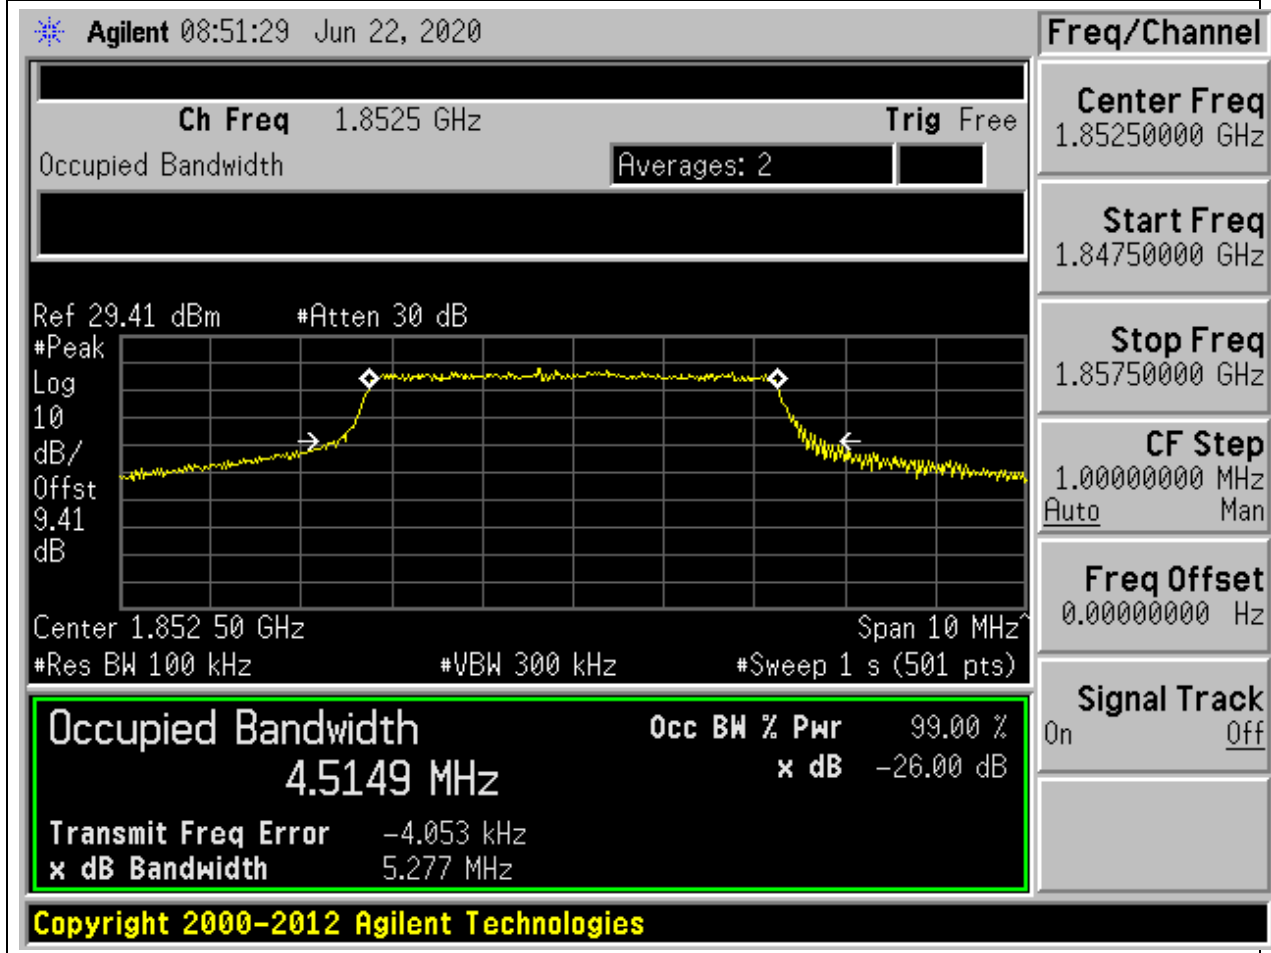 Agilent 08:51:29 Jun 22, 2020
Freq/Channel
Ch Freq 1.8525 GHz Trig Free
Occupied Bandwidth Averages: 2
Center Freq
1.85250000 GHz
Start Freq
1.84750000 GHz
Stop Freq
1.85750000 GHz
CF Step
1.00000000 MHz
Auto Man
Freq Offset
0.00000000 Hz
Signal Track
On Off
Ref 29.41 dBm #Atten 30 dB
#Peak
Log
10
dB/
Offst
9.41
dB
Center 1.852 50 GHz Span 10 MHz^
#Res BW 100 kHz #VBW 300 kHz #Sweep 1 s (501 pts)
Occupied Bandwidth Occ BW % Pwr 99.00 %
4.5149 MHz x dB -26.00 dB
Transmit Freq Error -4.053 kHz
x dB Bandwidth 5.277 MHz
Copyright 2000-2012 Agilent Technologies